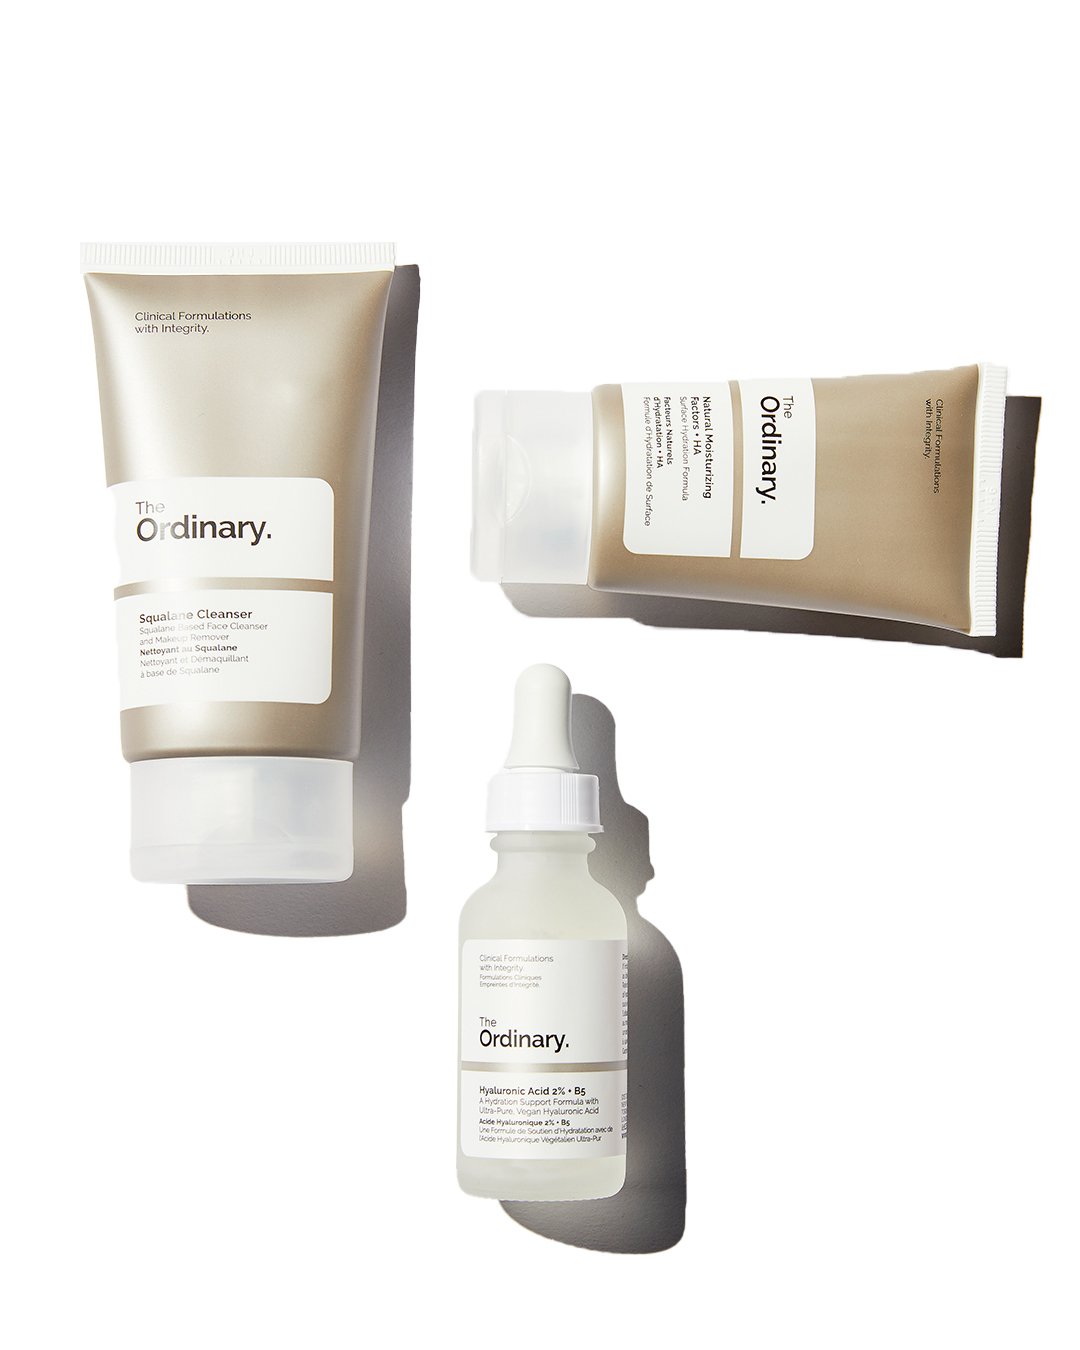 Clinical Formulations
with Integrity.
The
Ordinary.
Squalane Cleanser
Squalane Based Face Cleanser
and Makeup Remover
Nettoyant au Squalane
Nettoyant et Démaquillant
à base de Squalane
Clinical Formulations
with Integrity.
The
Ordinary.
Natural Moisturizing
Factors + HA
Surface Hydration Formula
Facteurs Naturels
d'Hydratation + HA
Formule d'Hydratation de Surface
Clinical Formulations
with Integrity.
Formulations Cliniques
Empreintes d'Intégrité.
The
Ordinary.
Hyaluronic Acid 2% + B5
A Hydration Support Formula with
Ultra-Pure, Vegan Hyaluronic Acid
Acide Hyaluronique 2% + B5
Une Formule de Soutien d'Hydratation avec de
l'Acide Hyaluronique Végétalien Ultra-Pur